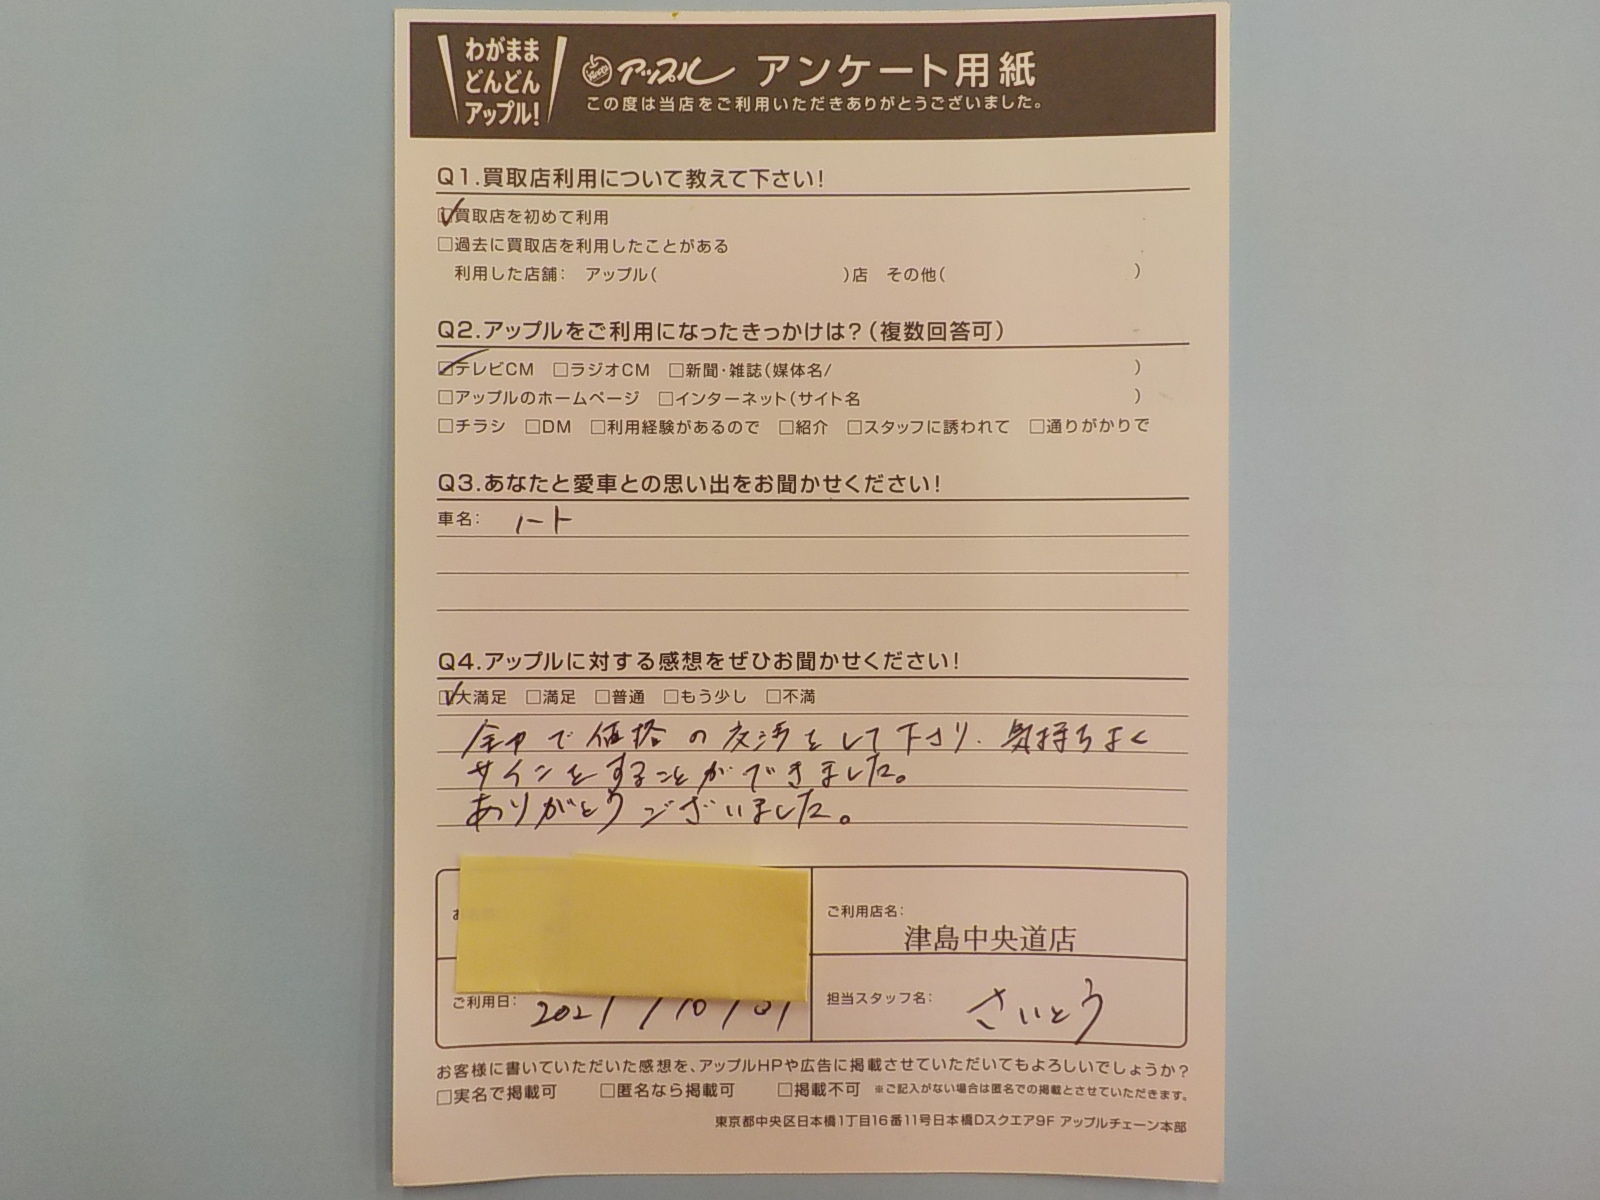 わがまま
どんどん
アップル!
アップル アンケート用紙
この度は当店をご利用いただきありがとうございました。
Q1.買取店利用について教えて下さい!
☑買取店を初めて利用
□過去に買取店を利用したことがある
利用した店舗: アップル( )店 その他( )
Q2.アップルをご利用になったきっかけは?(複数回答可)
☑テレビCM □ラジオCM □新聞・雑誌(媒体名/ )
□アップルのホームページ □インターネット(サイト名 )
□チラシ □DM □利用経験があるので □紹介 □スタッフに誘われて □通りがかりで
Q3.あなたと愛車との思い出をお聞かせください!
車名: ノート
Q4.アップルに対する感想をぜひお聞かせください!
☑大満足 □満足 □普通 □もう少し □不満
で価格の交渉をして下さり、気持ちよく
サインをすることができました。
ありがとうございました。
ご利用店名:
津島中央道店
ご利用日: 2021/10/31
担当スタッフ名: さいとう
お客様に書いていただいた感想を、アップルHPや広告に掲載させていただいてもよろしいでしょうか?
□実名で掲載可 □匿名なら掲載可 □掲載不可 ※ご記入がない場合は匿名での掲載とさせていただきます。
東京都中央区日本橋1丁目16番11号日本橋Dスクエア9F アップルチェーン本部